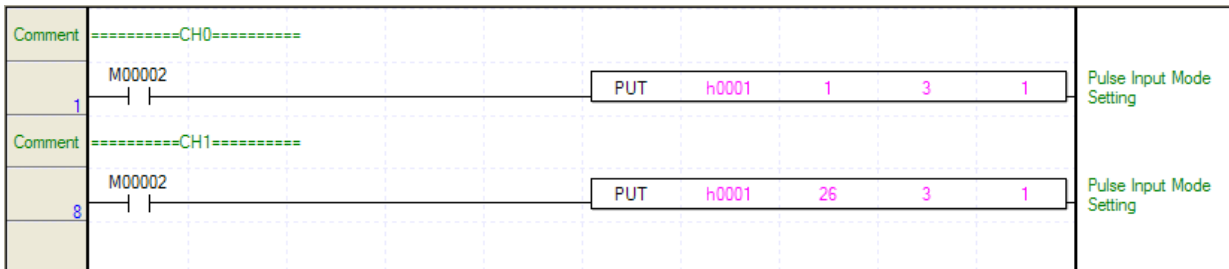 Comment ==========CH0==========
M00002
1 PUT h0001 1 3 1 Pulse Input Mode
Setting
Comment ==========CH1==========
M00002
8 PUT h0001 26 3 1 Pulse Input Mode
Setting